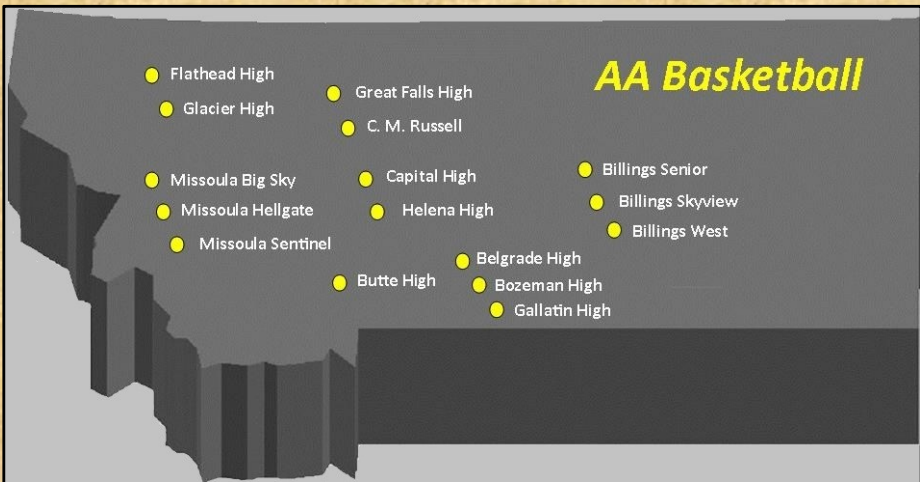 AA Basketball
Flathead High
Glacier High
Great Falls High
C. M. Russell
Missoula Big Sky
Missoula Hellgate
Missoula Sentinel
Capital High
Helena High
Butte High
Billings Senior
Billings Skyview
Billings West
Belgrade High
Bozeman High
Gallatin High